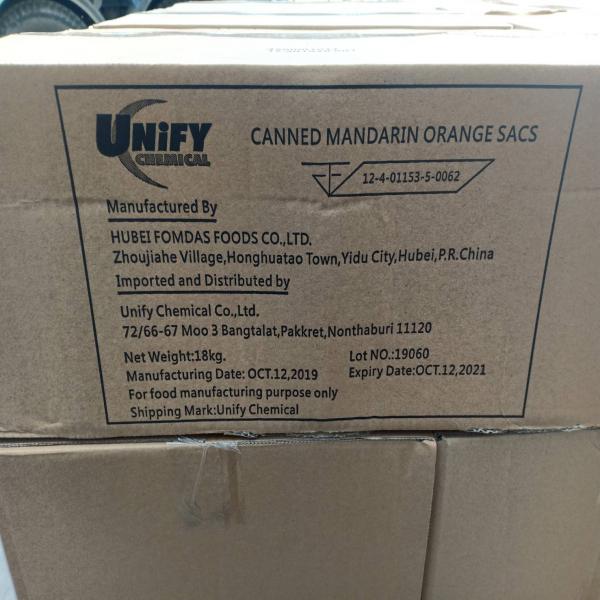 UNiFY
CHEMICAL
CANNED MANDARIN ORANGE SACS
12-4-01153-5-0062
Manufactured By
HUBEI FOMDAS FOODS CO.,LTD.
Zhoujiahe Village,Honghuatao Town,Yidu City,Hubei,P.R.China
Imported and Distributed by
Unify Chemical Co.,Ltd.
72/66-67 Moo 3 Bangtalat,Pakkret,Nonthaburi 11120
Net Weight:18kg.
Lot NO.:19060
Manufacturing Date: OCT.12,2019
Expiry Date:OCT.12,2021
For food manufacturing purpose only
Shipping Mark:Unify Chemical